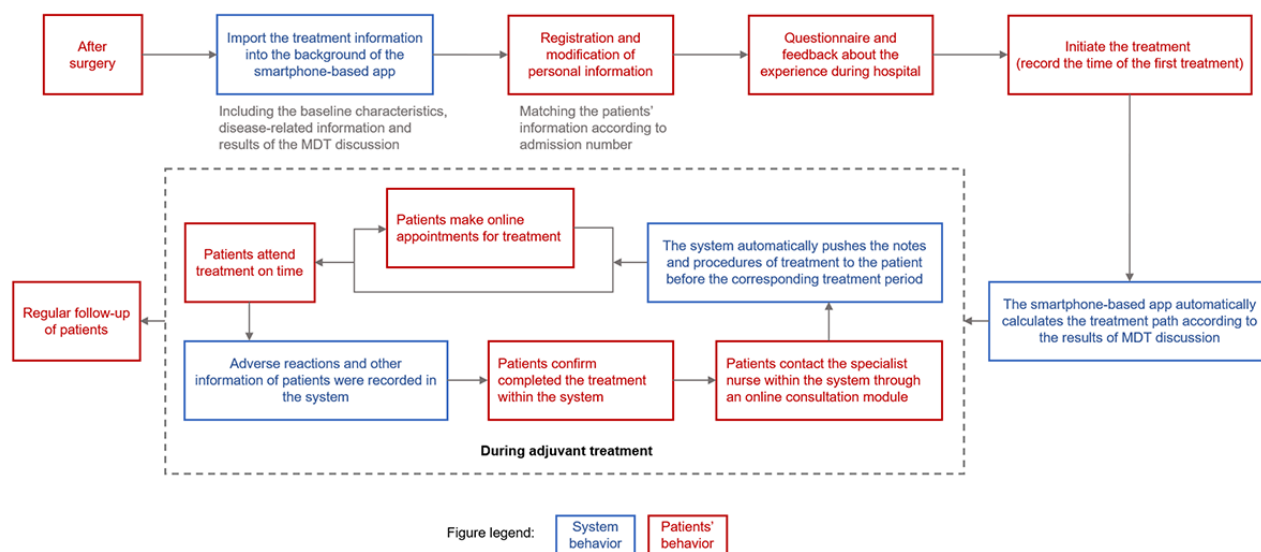 After
surgery
Import the treatment information
into the background of the
smartphone-based app
Including the baseline characteristics,
disease-related information and
results of the MDT discussion
Registration and
modification of
personal information
Matching the patients’
information according to
admission number
Questionnaire and
feedback about the
experience during hospital
Initiate the treatment
(record the time of the first treatment)
The smartphone-based app automatically
calculates the treatment path according to
the results of MDT discussion
Patients make online
appointments for treatment
Patients attend
treatment on time
The system automatically pushes the notes
and procedures of treatment to the patient
before the corresponding treatment period
Adverse reactions and other
information of patients were recorded in
the system
Patients confirm
completed the treatment
within the system
Patients contact the specialist
nurse within the system through
an online consultation module
During adjuvant treatment
Regular follow-up
of patients
Figure legend:
System
behavior
Patients’
behavior